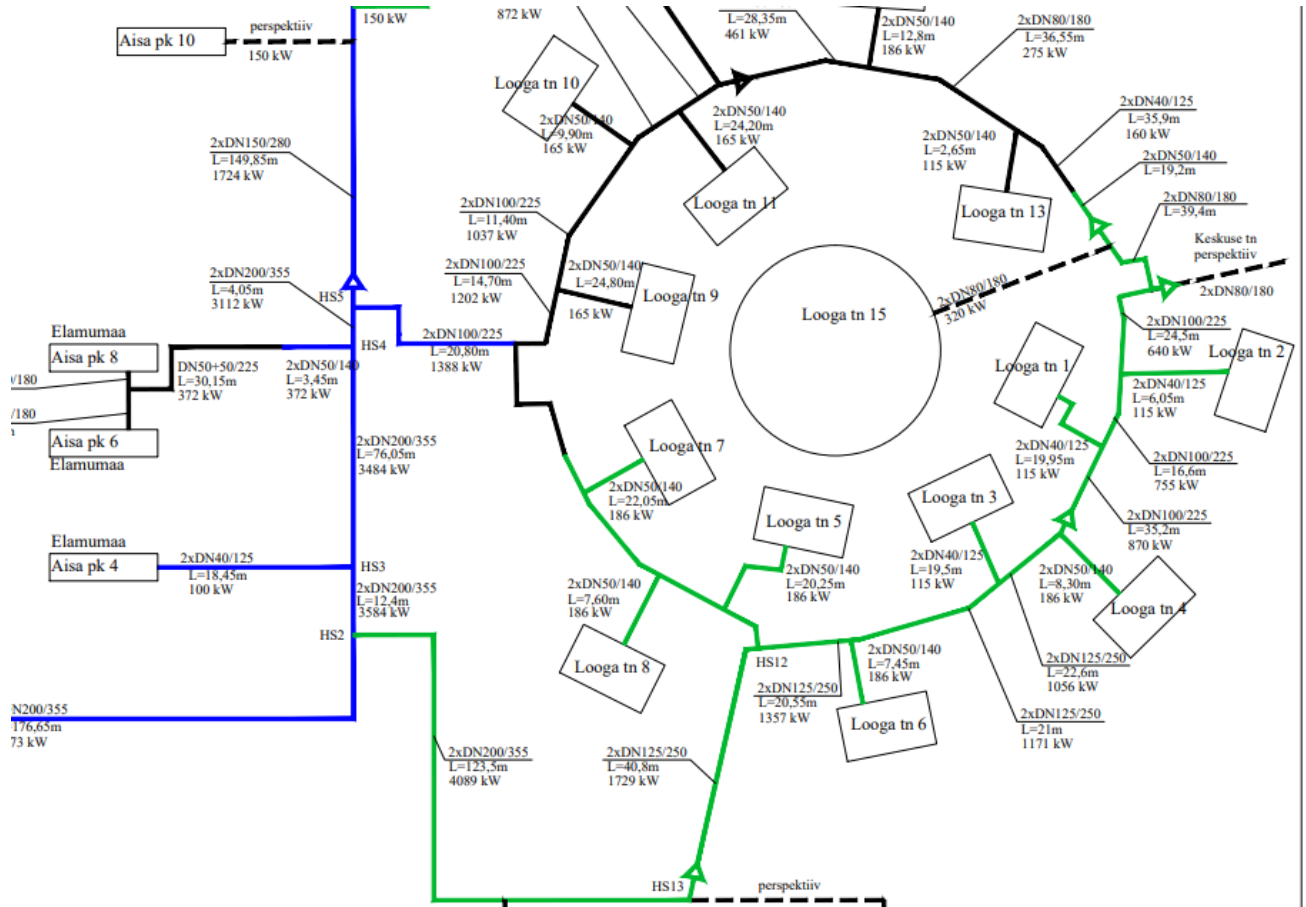 150 kW
perspektiiv
Aisa pk 10
150 kW
872 kW
L=28,35m
461 kW
2xDN50/140
L=12,8m
186 kW
2xDN80/180
L=36,55m
275 kW
Looga tn 10
2xDN50/140
L=9,90m
165 kW
2xDN50/140
L=24,20m
165 kW
2xDN40/125
L=35,9m
160 kW
2xDN50/140
L=2,65m
115 kW
2xDN50/140
L=19,2m
2xDN150/280
L=149,85m
1724 kW
Looga tn 11
Looga tn 13
2xDN80/180
L=39,4m
2xDN100/225
L=11,40m
1037 kW
Keskuse tn
perspektiiv
2xDN80/180
2xDN100/225
L=14,70m
1202 kW
2xDN50/140
L=24,80m
165 kW
Looga tn 9
2xDN80/180
320 kW
2xDN200/355
L=4,05m
3112 kW
HS5
Looga tn 15
2xDN100/225
L=24,5m
640 kW
Looga tn 2
Elamumaa
Aisa pk 8
HS4
2xDN100/225
L=20,80m
1388 kW
DN50+50/225
L=30,15m
372 kW
2xDN50/140
L=3,45m
372 kW
Looga tn 1
2xDN40/125
L=6,05m
115 kW
0/180
/180
Aisa pk 6
Elamumaa
2xDN200/355
L=76,05m
3484 kW
Looga tn 7
2xDN50/140
L=22,05m
186 kW
2xDN40/125
L=19,95m
115 kW
2xDN100/225
L=16,6m
755 kW
Looga tn 3
Looga tn 5
2xDN100/225
L=35,2m
870 kW
Elamumaa
Aisa pk 4
2xDN40/125
L=18,45m
100 kW
HS3
2xDN200/355
L=12,4m
3584 kW
2xDN50/140
L=7,60m
186 kW
2xDN50/140
L=20,25m
186 kW
2xDN40/125
L=19,5m
115 kW
2xDN50/140
L=8,30m
186 kW
Looga tn 4
HS2
Looga tn 8
HS12
2xDN50/140
L=7,45m
186 kW
2xDN125/250
L=22,6m
1056 kW
2xDN125/250
L=20,55m
1357 kW
Looga tn 6
2xDN125/250
L=21m
1171 kW
N200/355
176,65m
73 kW
2xDN200/355
L=123,5m
4089 kW
2xDN125/250
L=40,8m
1729 kW
HS13
perspektiiv